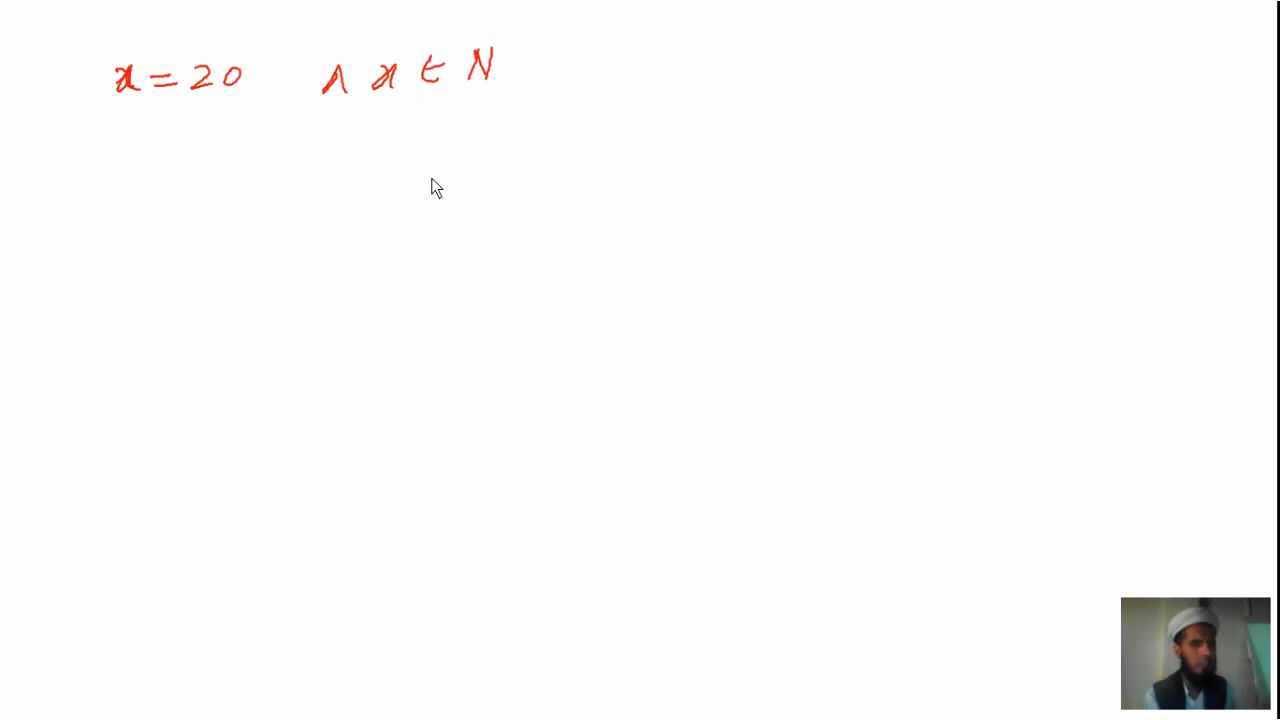 x = 20 ∧ x ∈ N